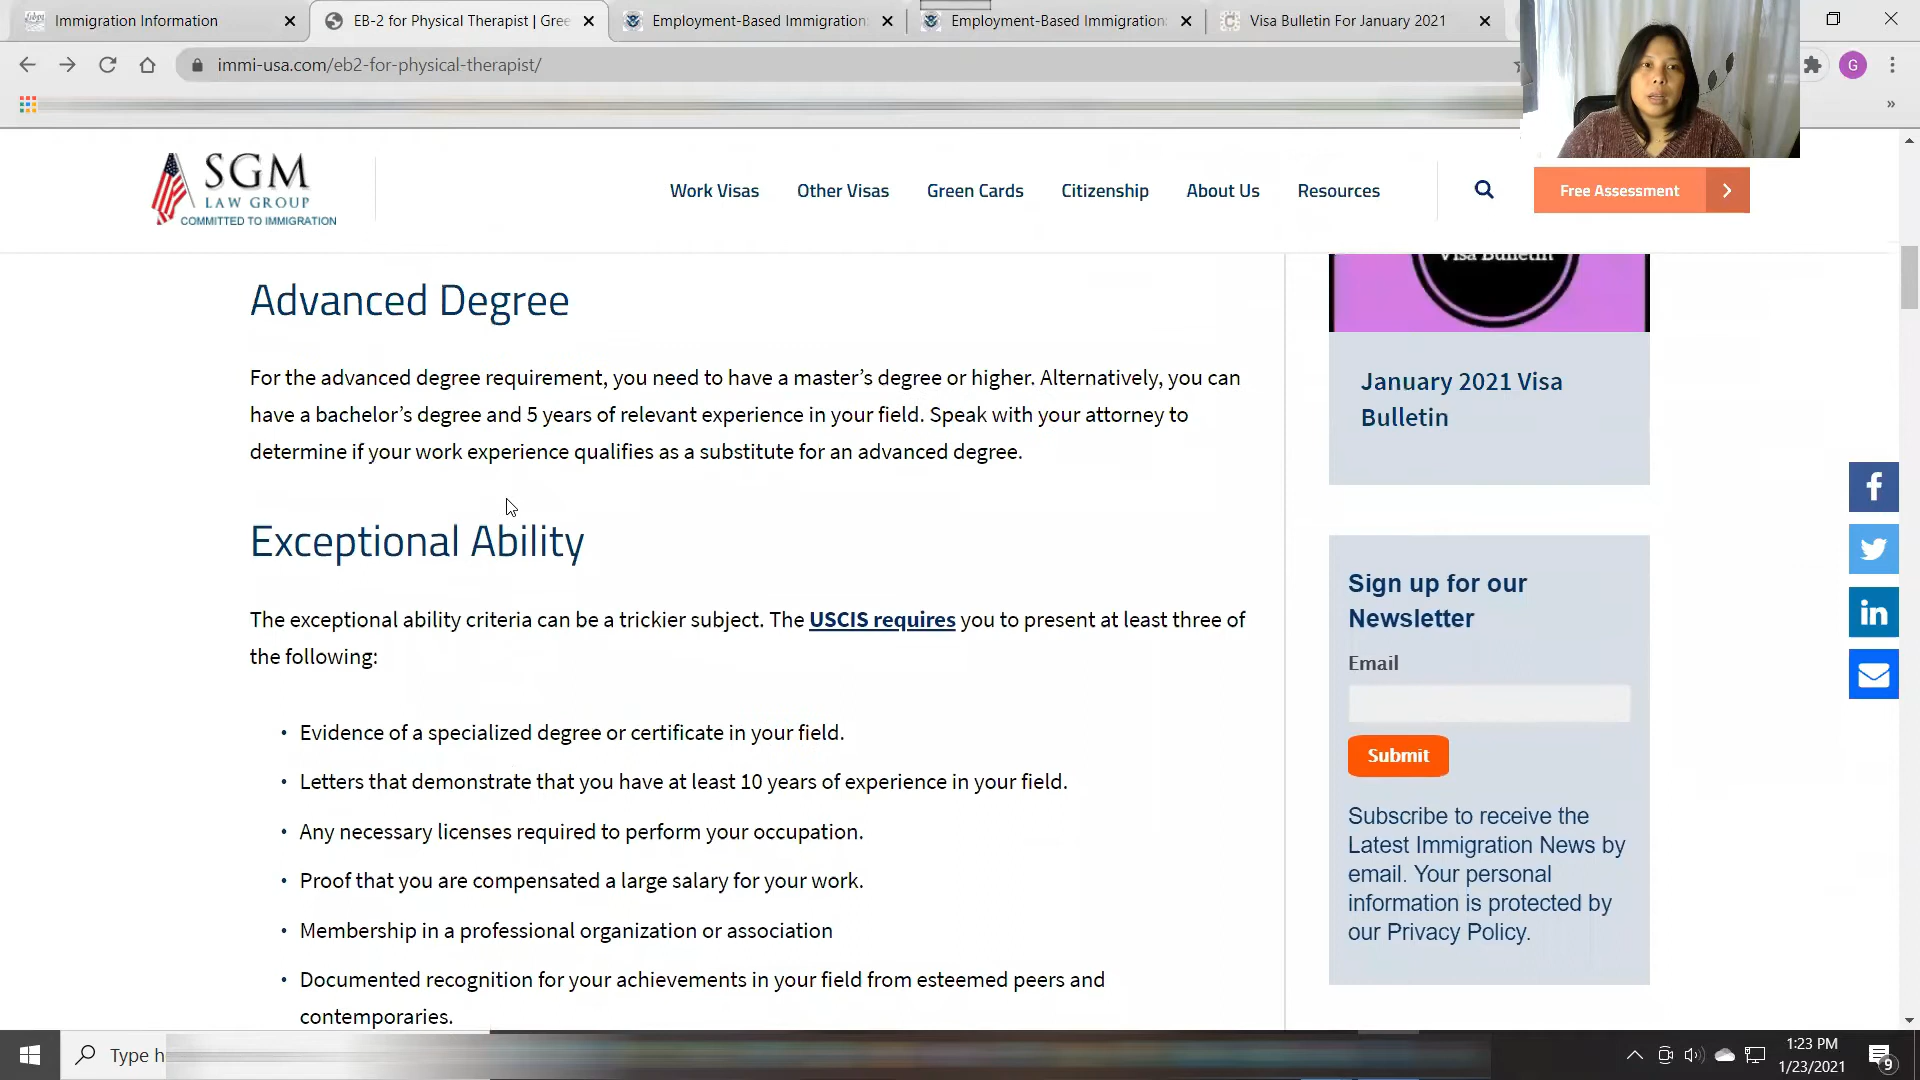 Immigration Information
EB-2 for Physical Therapist | Gree
Employment-Based Immigration:
Employment-Based Immigration:
Visa Bulletin For January 2021
immi-usa.com/eb2-for-physical-therapist/
G
SGM
LAW GROUP
COMMITTED TO IMMIGRATION
Work Visas
Other Visas
Green Cards
Citizenship
About Us
Resources
Free Assessment
Advanced Degree
For the advanced degree requirement, you need to have a master’s degree or higher. Alternatively, you can
have a bachelor’s degree and 5 years of relevant experience in your field. Speak with your attorney to
determine if your work experience qualifies as a substitute for an advanced degree.
Exceptional Ability
The exceptional ability criteria can be a trickier subject. The USCIS requires you to present at least three of
the following:
• Evidence of a specialized degree or certificate in your field.
• Letters that demonstrate that you have at least 10 years of experience in your field.
• Any necessary licenses required to perform your occupation.
• Proof that you are compensated a large salary for your work.
• Membership in a professional organization or association
• Documented recognition for your achievements in your field from esteemed peers and
contemporaries.
Visa Bulletin
January 2021 Visa
Bulletin
Sign up for our
Newsletter
Email
Submit
Subscribe to receive the
Latest Immigration News by
email. Your personal
information is protected by
our Privacy Policy.
Type h
1:23 PM
1/23/2021
9